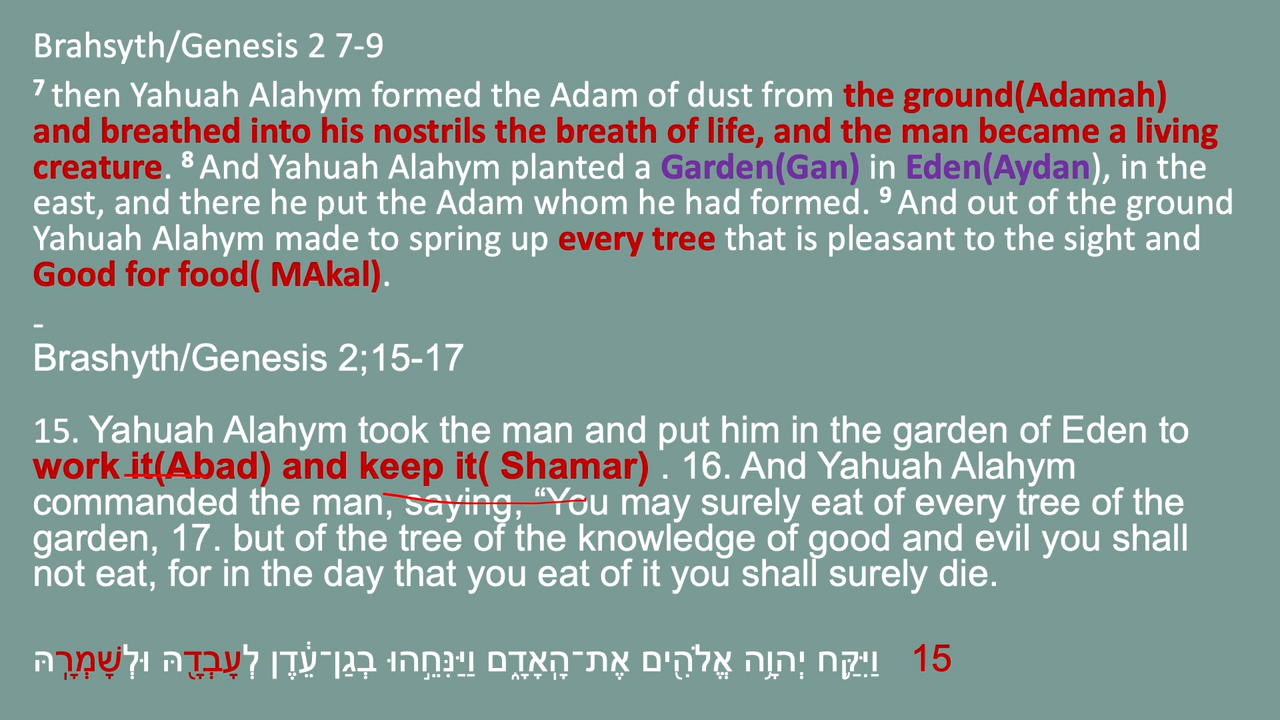 Brahsyth/Genesis 2 7-9
7 then Yahuah Alahym formed the Adam of dust from the ground(Adamah)
and breathed into his nostrils the breath of life, and the man became a living
creature. 8 And Yahuah Alahym planted a Garden(Gan) in Eden(Aydan), in the
east, and there he put the Adam whom he had formed. 9 And out of the ground
Yahuah Alahym made to spring up every tree that is pleasant to the sight and
Good for food( MAkal).
-
Brashyth/Genesis 2;15-17
15. Yahuah Alahym took the man and put him in the garden of Eden to
work it(Abad) and keep it( Shamar) . 16. And Yahuah Alahym
commanded the man, saying, “You may surely eat of every tree of the
garden, 17. but of the tree of the knowledge of good and evil you shall
not eat, for in the day that you eat of it you shall surely die.
15 וַיִּקַּ֛ח יְהוָ֥ה אֱלֹהִ֖ים אֶת־הָֽאָדָ֑ם וַיַּנִּחֵ֣הוּ בְגַן־עֵ֔דֶן לְעָבְדָ֖הּ וּלְשָׁמְרָֽהּ